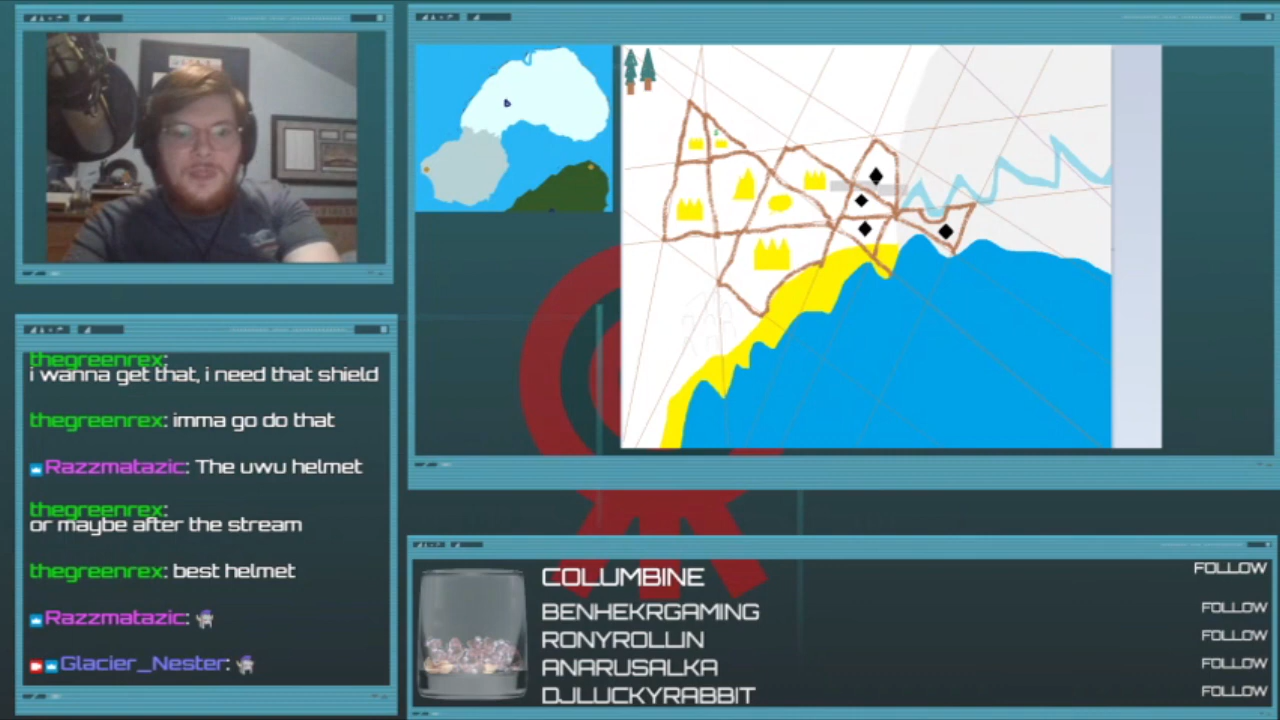 thegreenrex:
i wanna get that, i need that shield
thegreenrex: imma go do that
Razzmatazic: The uwu helmet
thegreenrex:
or maybe after the stream
thegreenrex: best helmet
Razzmatazic:
Glacier_Nester:
COLUMBINE FOLLOW
BENHEKRGAMING FOLLOW
RONYROLLIN FOLLOW
ANARUSALKA FOLLOW
DJLUCKYRABBIT FOLLOW